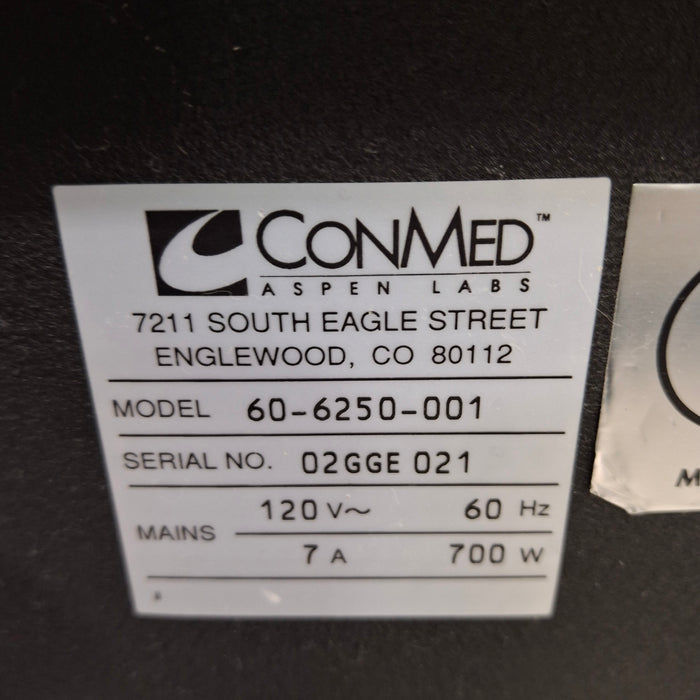 CONMED™
ASPEN LABS
7211 SOUTH EAGLE STREET
ENGLEWOOD, CO 80112
MODEL 60-6250-001
SERIAL NO. 02GGE 021
MAINS
120 V~ 60 Hz
7 A 700 W
M